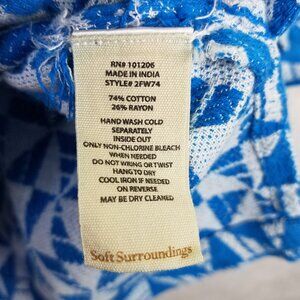 RN# 101206
MADE IN INDIA
STYLE# 2FW74
74% COTTON
26% RAYON
HAND WASH COLD
SEPARATELY
INSIDE OUT
ONLY NON-CHLORINE BLEACH
WHEN NEEDED
DO NOT WRING OR TWIST
HANG TO DRY
COOL IRON IF NEEDED
ON REVERSE
MAY BE DRY CLEANED
Soft Surroundings